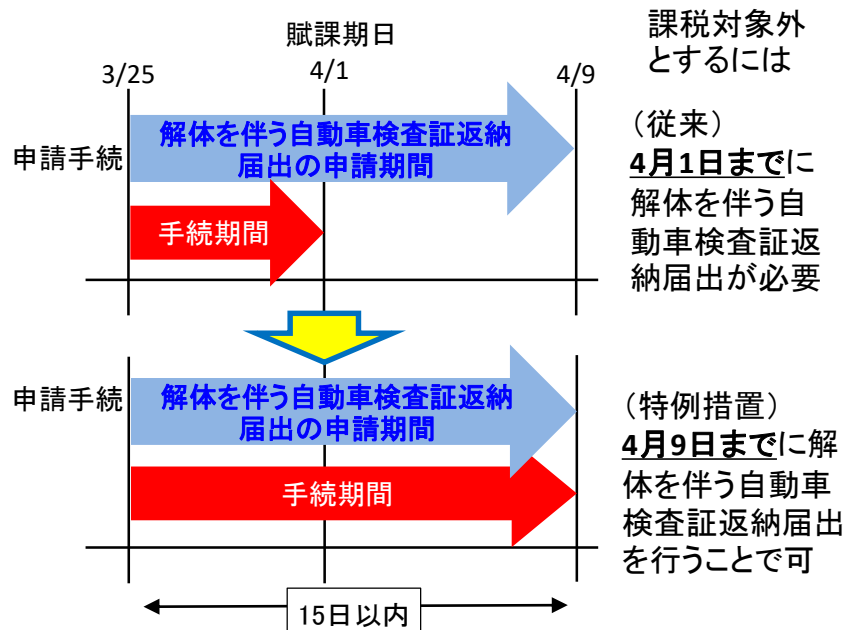 賦課期日
3/25
4/1
4/9
課税対象外
とするには
申請手続
解体を伴う自動車検査証返納
届出の申請期間
手続期間
（従来）
4月1日までに
解体を伴う自
動車検査証返
納届出が必要
申請手続
解体を伴う自動車検査証返納
届出の申請期間
手続期間
（特例措置）
4月9日までに解
体を伴う自動車
検査証返納届出
を行うことで可
15日以内